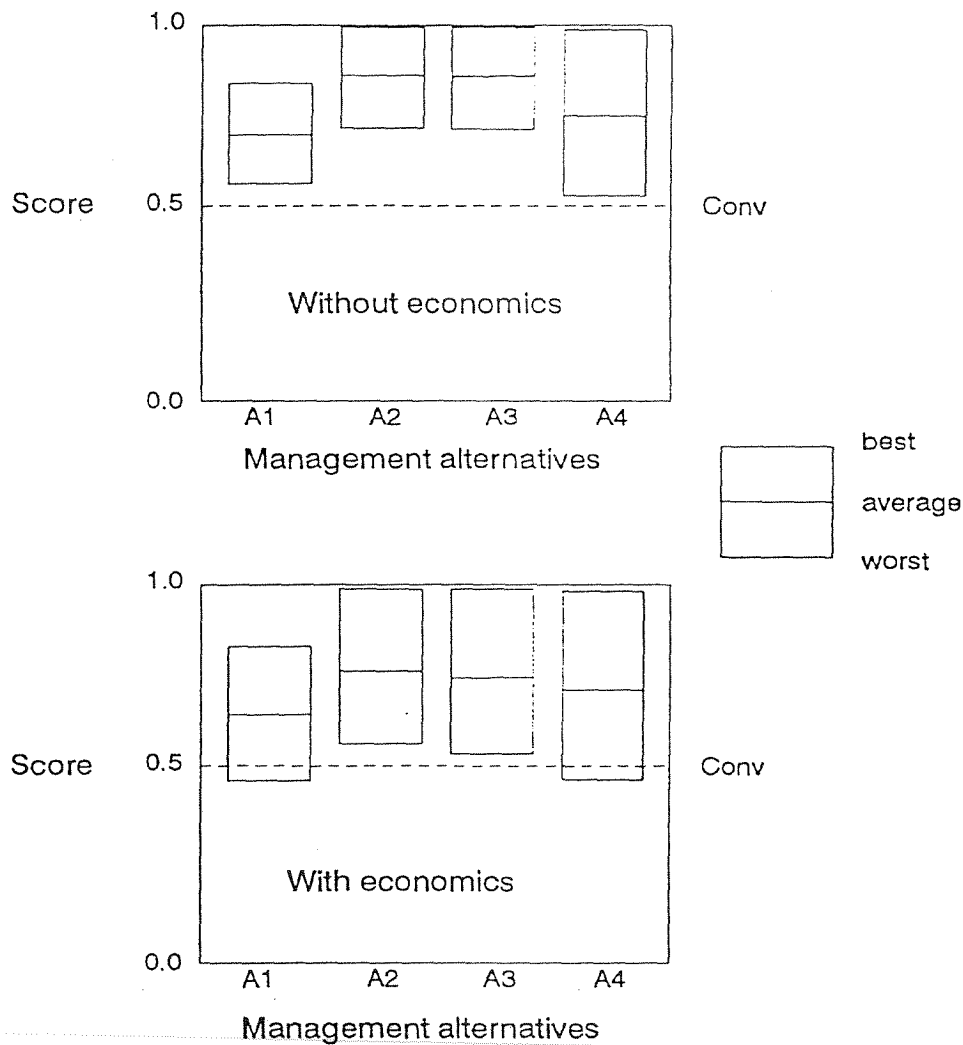 1.0
Score
0.5
Conv
Without economics
0.0
A1 A2 A3 A4
Management alternatives
best
average
worst
1.0
Score
0.5
Conv
With economics
0.0
A1 A2 A3 A4
Management alternatives